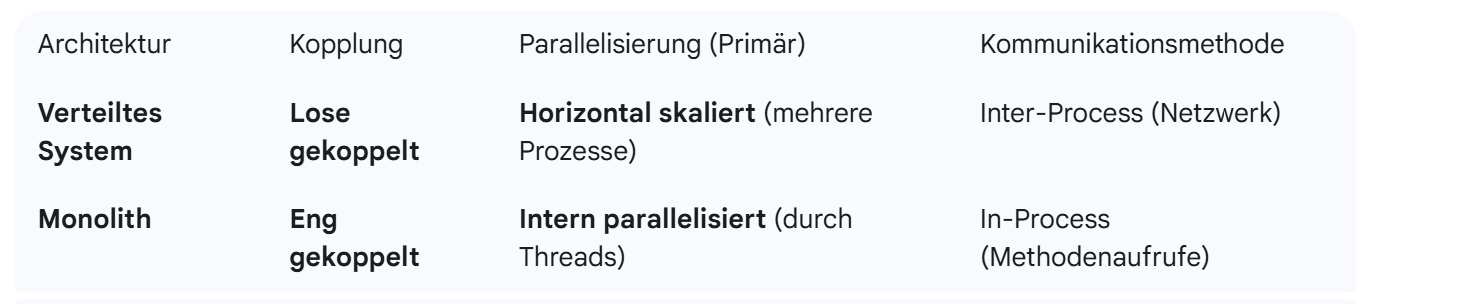 Architektur Kopplung Parallelisierung (Primär) Kommunikationsmethode
Verteiltes Lose Horizontal skaliert (mehrere Inter-Process (Netzwerk)
System gekoppelt Prozesse)
Monolith Eng Intern parallelisiert (durch In-Process
gekoppelt Threads) (Methodenaufrufe)